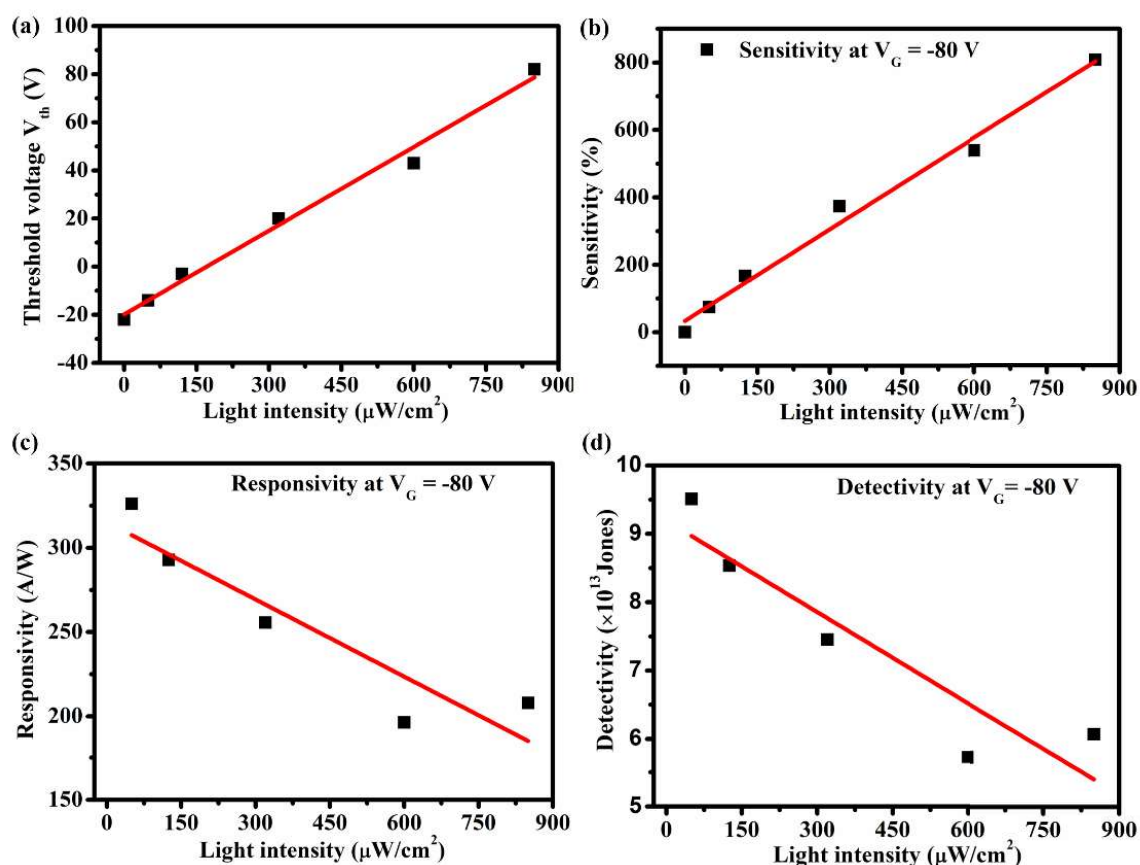 (a)
100
80
60
40
20
0
-20
-40
Threshold voltage V_th (V)
0 150 300 450 600 750 900
Light intensity (μW/cm²)
(b)
Sensitivity at V_G = -80 V
800
600
400
200
0
Sensitivity (%)
0 150 300 450 600 750 900
Light intensity (μW/cm²)
(c)
Responsivity at V_G = -80 V
350
300
250
200
150
Responsivity (A/W)
150 300 450 600 750 900
Light intensity (μW/cm²)
(d)
Detectivity at V_G= -80 V
10
9
8
7
6
5
Detectivity (×10¹³Jones)
0 150 300 450 600 750 900
Light intensity (μW/cm²)